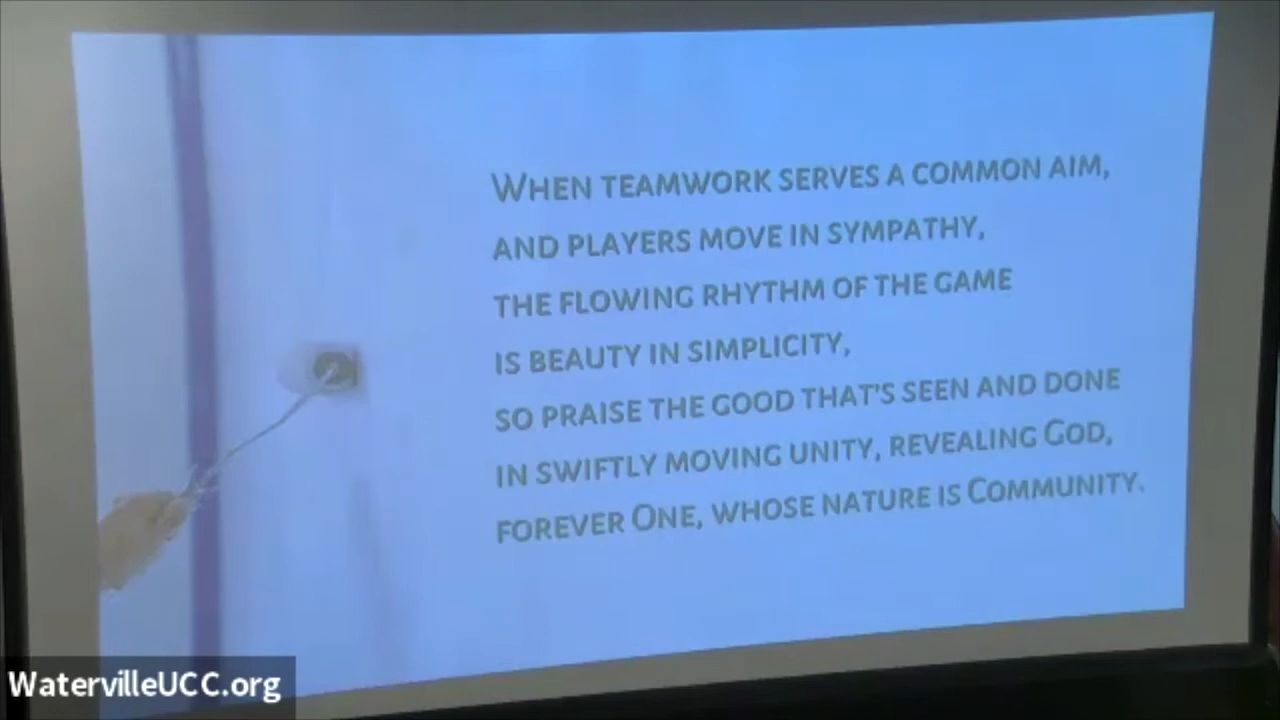 When teamwork serves a common aim,
and players move in sympathy,
the flowing rhythm of the game
is beauty in simplicity,
so praise the good that's seen and done
in swiftly moving unity, revealing God,
forever One, whose nature is Community.
WatervilleUCC.org